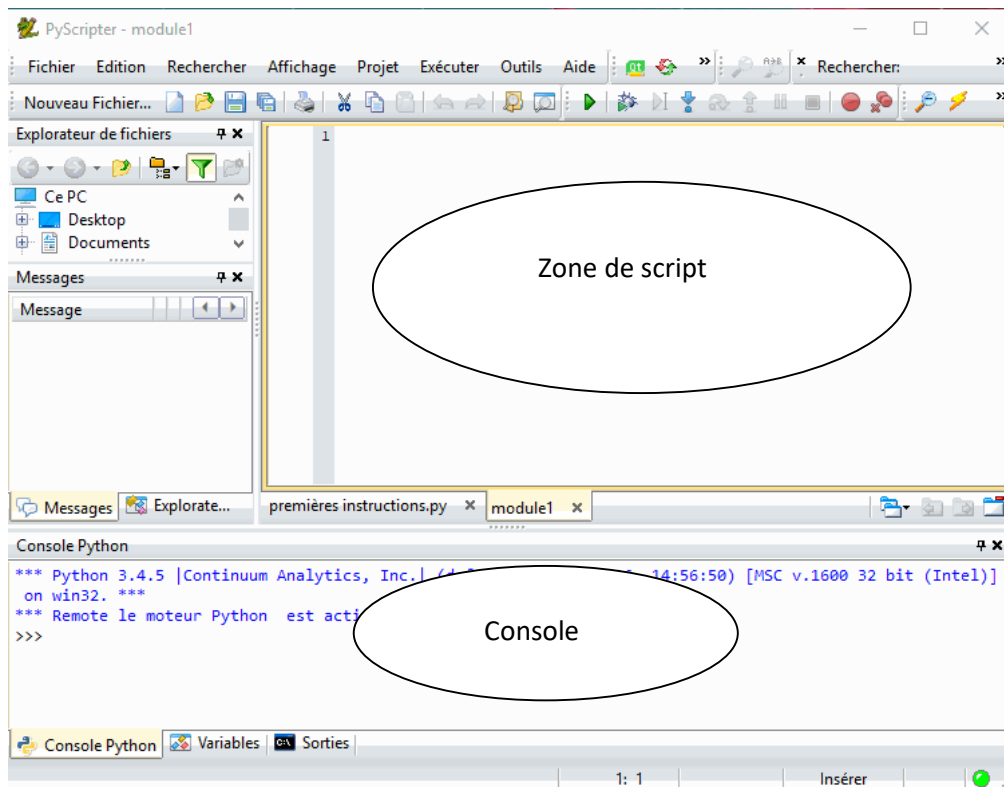 PyScripter - module1
Fichier Edition Rechercher Affichage Projet Exécuter Outils Aide Rechercher:
Nouveau Fichier...
Explorateur de fichiers
Ce PC
Desktop
Documents
Messages
Message
1
Zone de script
Messages Explorate...
premières instructions.py module1
Console Python
*** Python 3.4.5 |Continuum Analytics, Inc.| 14:56:50) [MSC v.1600 32 bit (Intel)]
on win32. ***
*** Remote le moteur Python est
>>>
Console
Console Python Variables Sorties
1: 1 Insérer